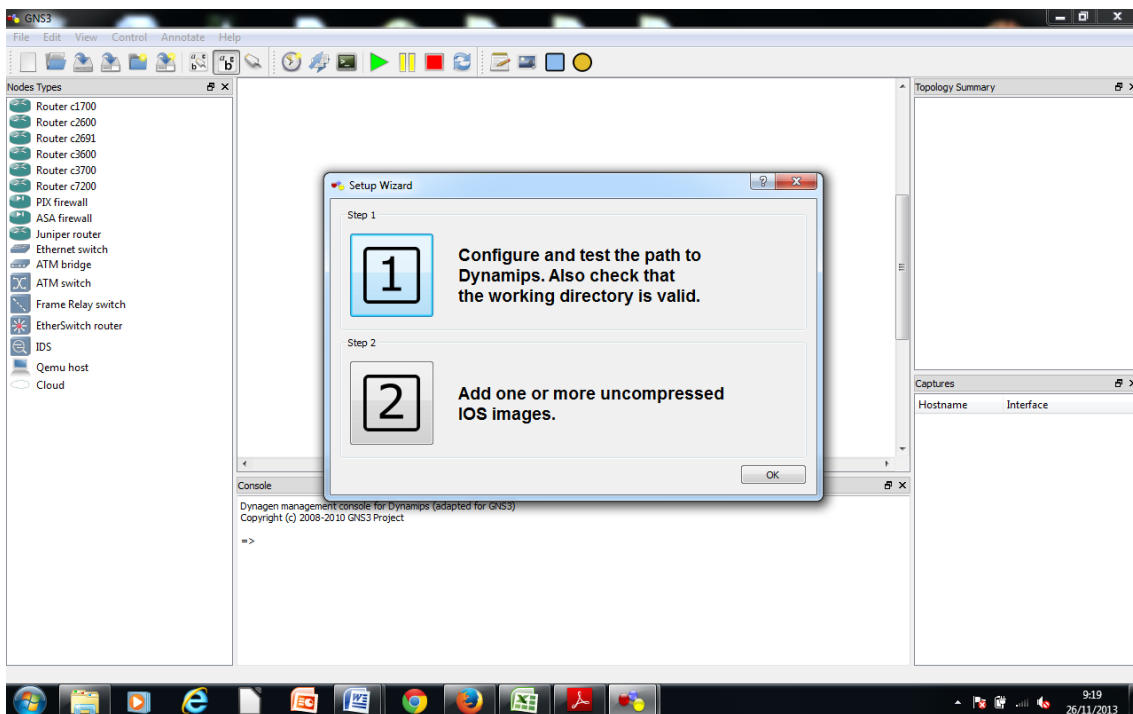 GNS3
File Edit View Control Annotate Help
Nodes Types
Router c1700
Router c2600
Router c2691
Router c3600
Router c3700
Router c7200
PIX firewall
ASA firewall
Juniper router
Ethernet switch
ATM bridge
ATM switch
Frame Relay switch
EtherSwitch router
IDS
Qemu host
Cloud
Setup Wizard
Step 1
1
Configure and test the path to
Dynamips. Also check that
the working directory is valid.
Step 2
2
Add one or more uncompressed
IOS images.
OK
Topology Summary
Captures
Hostname Interface
Console
Dynagen management console for Dynamips (adapted for GNS3)
Copyright (c) 2008-2010 GNS3 Project
=>
9:19
26/11/2013